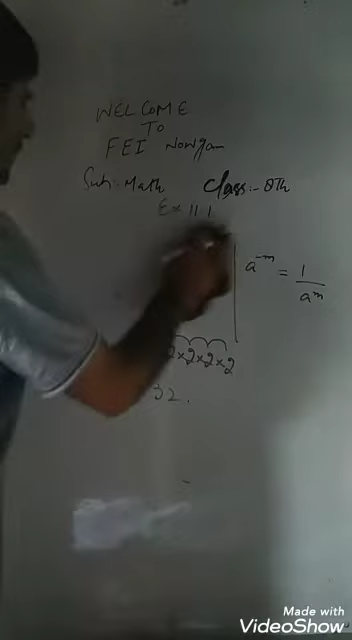 WELCOME
TO
FEI Nowgam
Sub:- Math Class:- 8Th
Ex 11.1
a^-m = 1/a^m
2×2×2×2
32.
Made with
VideoShow